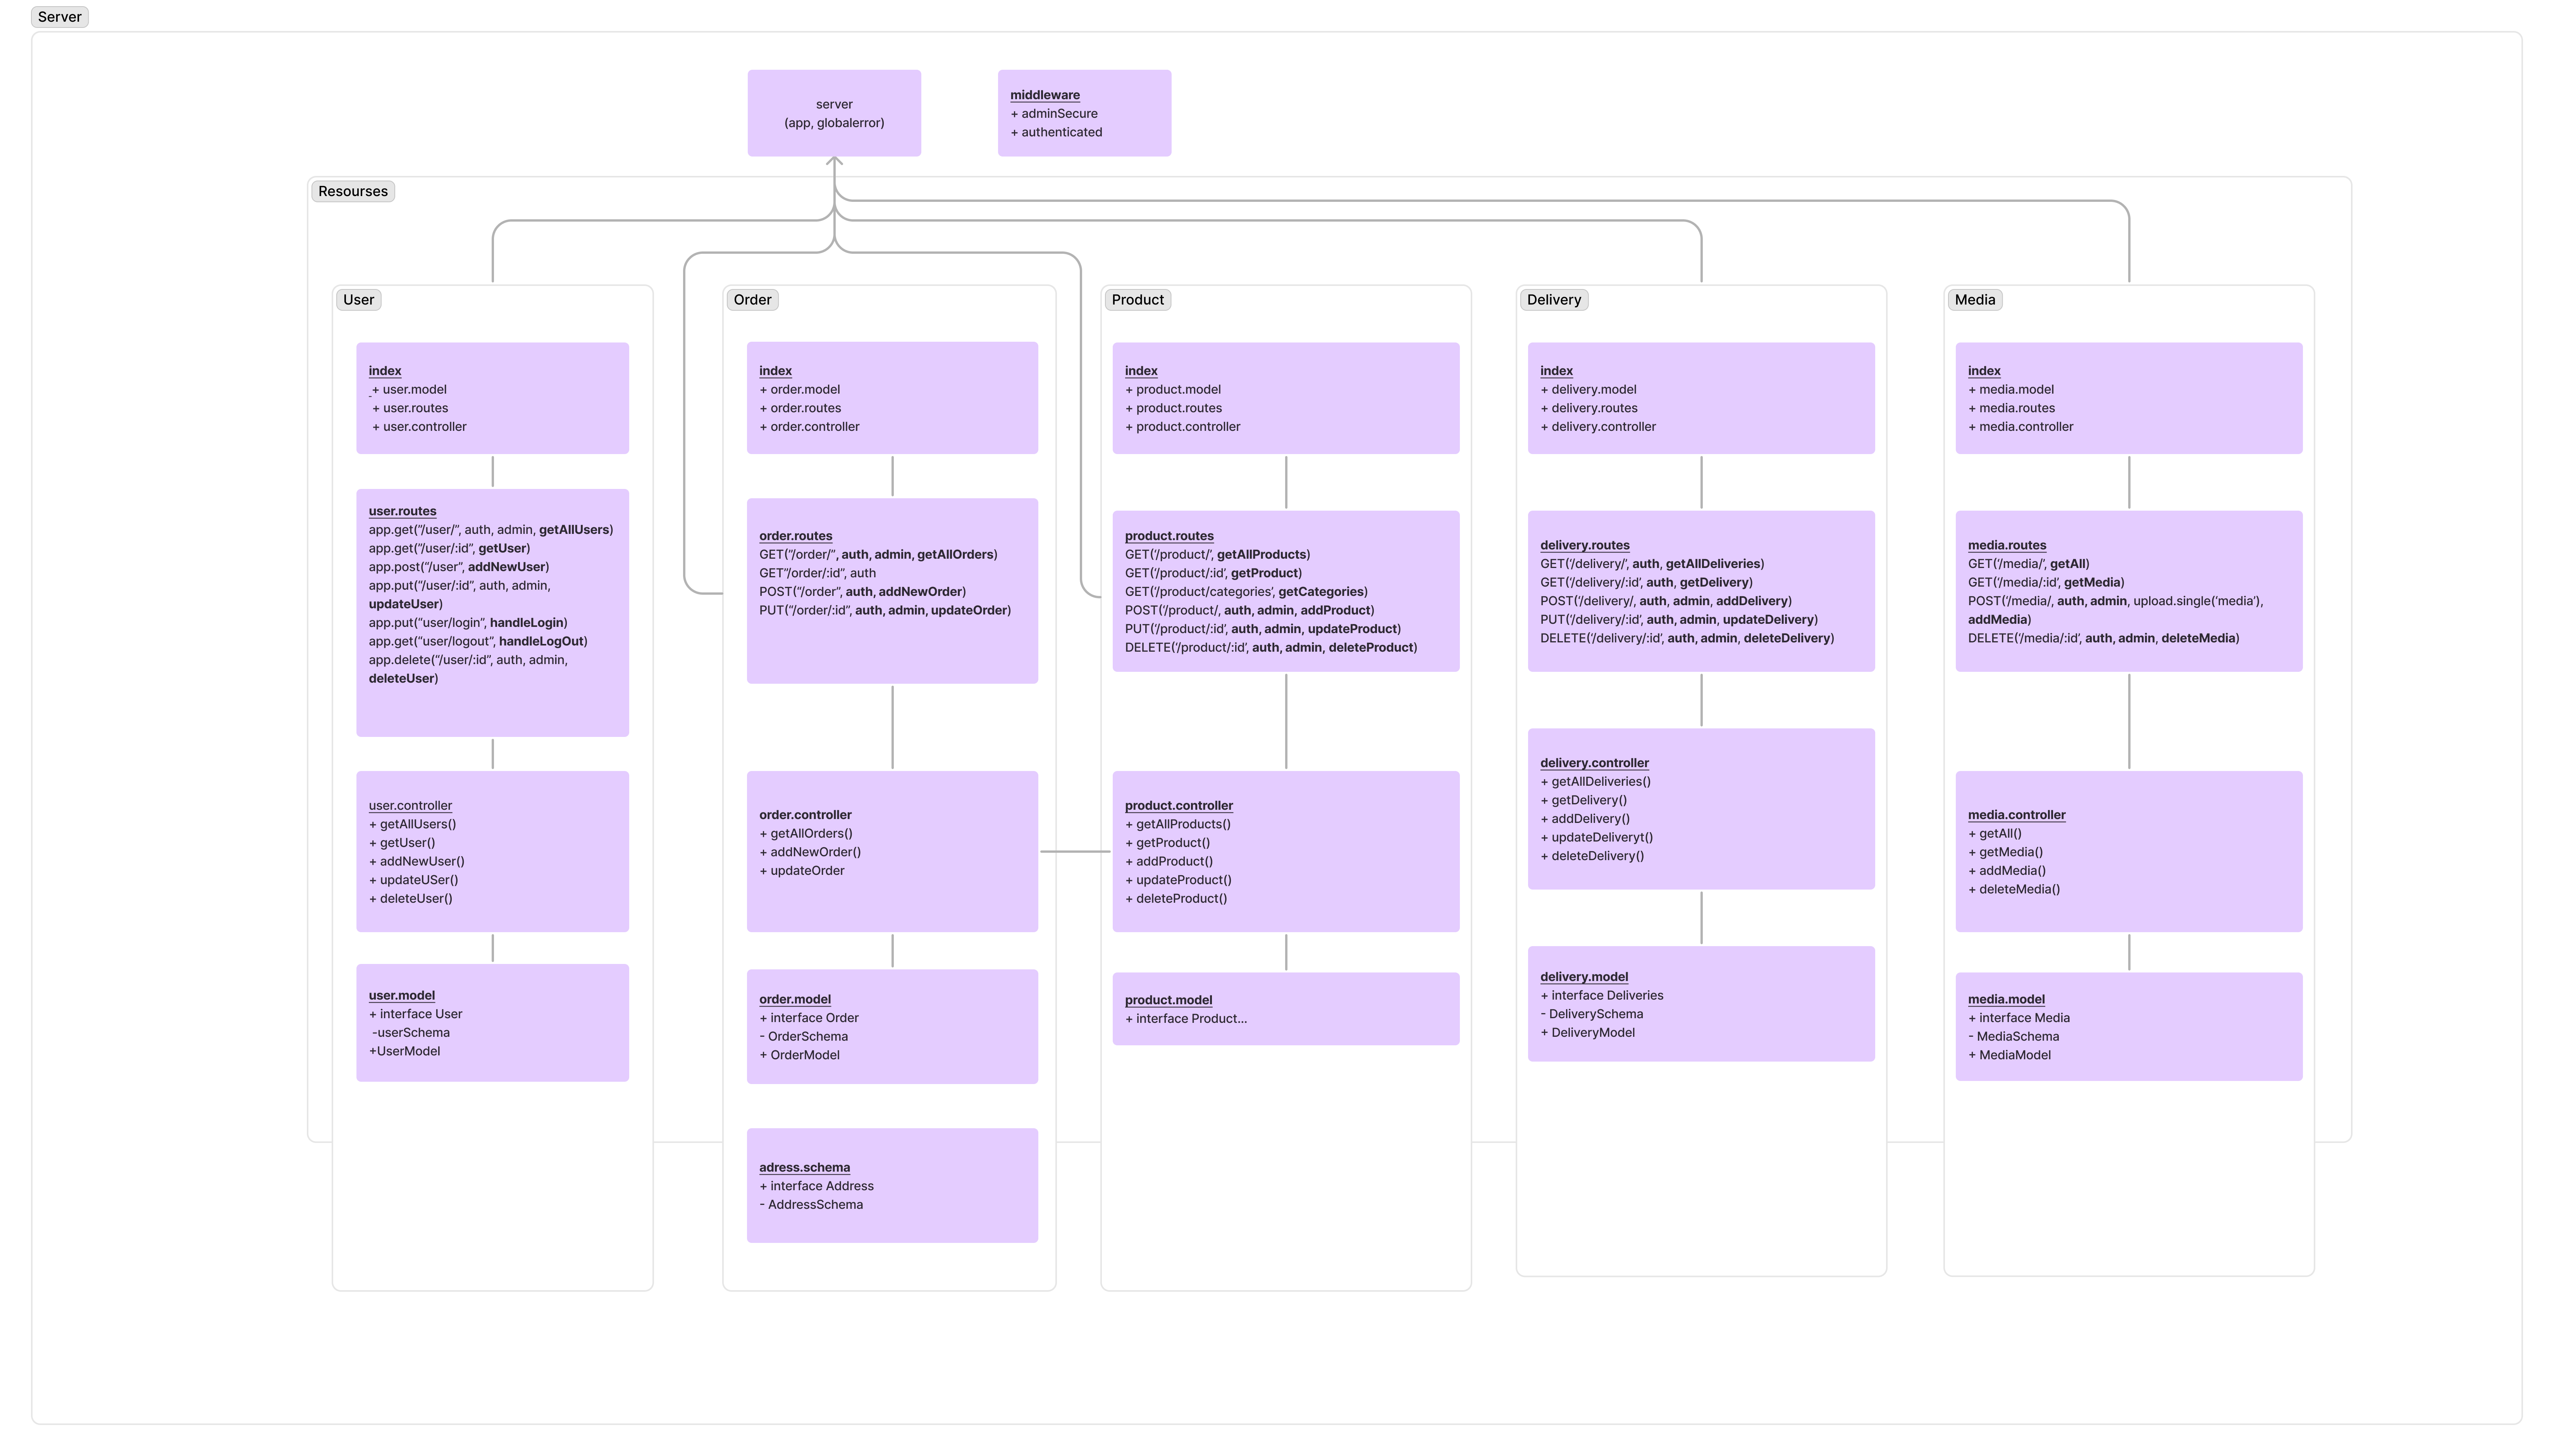 Server
server
(app, globalerror)
middleware
+ adminSecure
+ authenticated
Resourses
User
index
+ user.model
+ user.routes
+ user.controller
user.routes
app.get(“/user/”, auth, admin, getAllUsers)
app.get(“/user/:id“, getUser)
app.post(“/user”, addNewUser)
app.put(“/user/:id“, auth, admin,
updateUser)
app.put(“user/login”, handleLogin)
app.get(“user/logout”, handleLogOut)
app.delete(“/user/:id“, auth, admin,
deleteUser)
user.controller
+ getAllUsers()
+ getUser()
+ addNewUser()
+ updateUSer()
+ deleteUser()
user.model
+ interface User
-userSchema
+UserModel
Order
index
+ order.model
+ order.routes
+ order.controller
order.routes
GET(“/order/”, auth, admin, getAllOrders)
GET”/order/:id”, auth
POST(“/order”, auth, addNewOrder)
PUT(“/order/:id“, auth, admin, updateOrder)
order.controller
+ getAllOrders()
+ addNewOrder()
+ updateOrder
order.model
+ interface Order
- OrderSchema
+ OrderModel
adress.schema
+ interface Address
- AddressSchema
Product
index
+ product.model
+ product.routes
+ product.controller
product.routes
GET(‘/product/’, getAllProducts)
GET(‘/product/:id’, getProduct)
GET(‘/product/categories’, getCategories)
POST(‘/product/, auth, admin, addProduct)
PUT(‘/product/:id’, auth, admin, updateProduct)
DELETE(‘/product/:id’, auth, admin, deleteProduct)
product.controller
+ getAllProducts()
+ getProduct()
+ addProduct()
+ updateProduct()
+ deleteProduct()
product.model
+ interface Product...
Delivery
index
+ delivery.model
+ delivery.routes
+ delivery.controller
delivery.routes
GET(‘/delivery/’, auth, getAllDeliveries)
GET(‘/delivery/:id’, auth, getDelivery)
POST(‘/delivery/, auth, admin, addDelivery)
PUT(‘/delivery/:id’, auth, admin, updateDelivery)
DELETE(‘/delivery/:id’, auth, admin, deleteDelivery)
delivery.controller
+ getAllDeliveries()
+ getDelivery()
+ addDelivery()
+ updateDeliveryt()
+ deleteDelivery()
delivery.model
+ interface Deliveries
- DeliverySchema
+ DeliveryModel
Media
index
+ media.model
+ media.routes
+ media.controller
media.routes
GET(‘/media/’, getAll)
GET(‘/media/:id’, getMedia)
POST(‘/media/, auth, admin, upload.single(‘media’),
addMedia)
DELETE(‘/media/:id’, auth, admin, deleteMedia)
media.controller
+ getAll()
+ getMedia()
+ addMedia()
+ deleteMedia()
media.model
+ interface Media
- MediaSchema
+ MediaModel